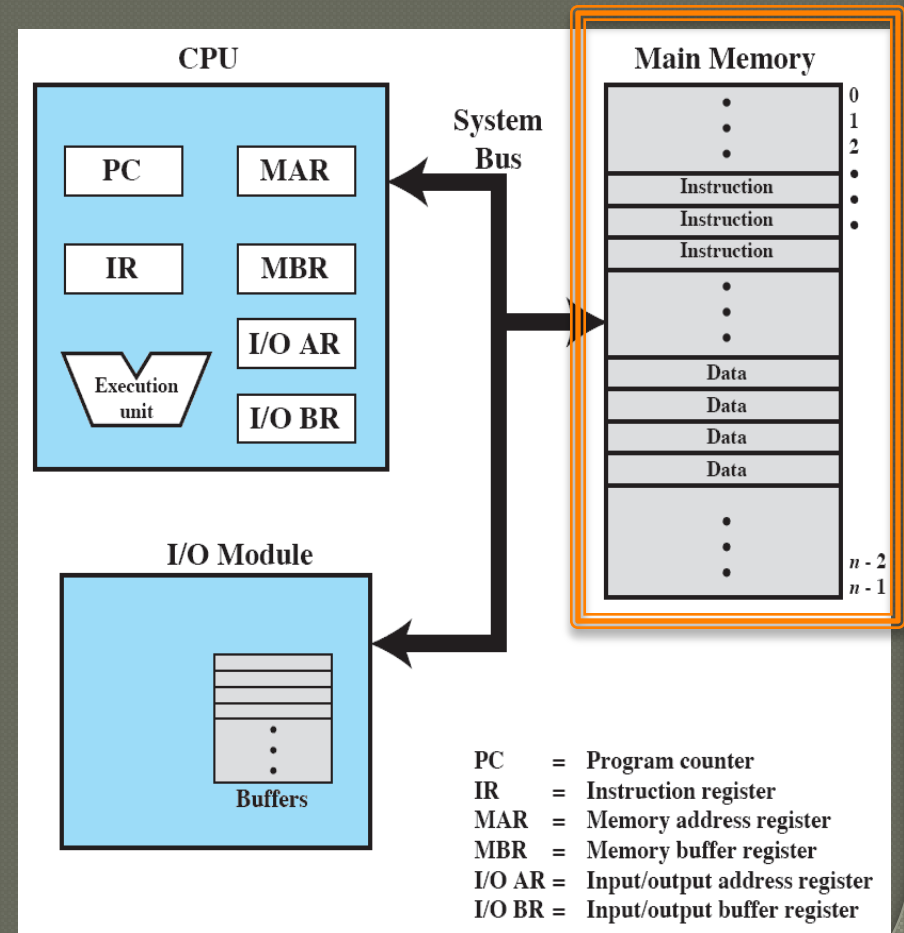 CPU
PC
MAR
IR
MBR
I/O AR
Execution
unit
I/O BR
System
Bus
Main Memory
0
1
2
Instruction
Instruction
Instruction
Data
Data
Data
Data
n - 2
n - 1
I/O Module
Buffers
PC = Program counter
IR = Instruction register
MAR = Memory address register
MBR = Memory buffer register
I/O AR = Input/output address register
I/O BR = Input/output buffer register